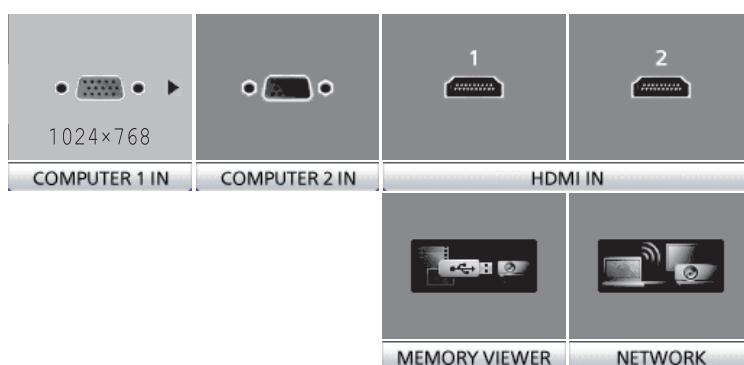 1
2
1024×768
COMPUTER 1 IN
COMPUTER 2 IN
HDMI IN
MEMORY VIEWER
NETWORK